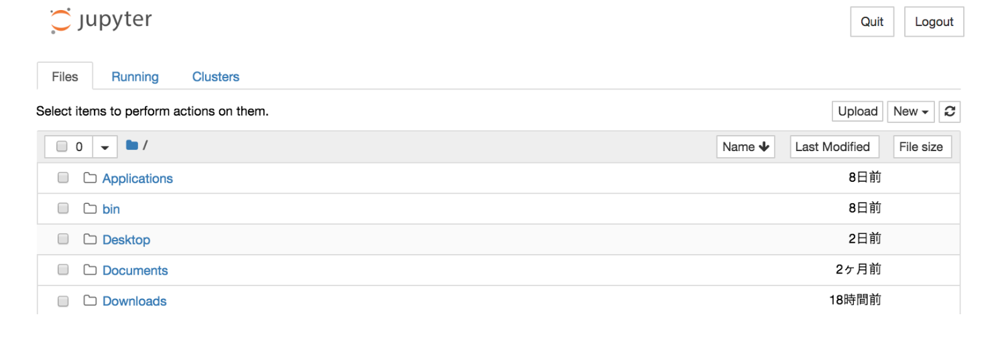 jupyter Quit Logout
Files Running Clusters
Select items to perform actions on them. Upload New
0 / Name Last Modified File size
Applications 8日前
bin 8日前
Desktop 2日前
Documents 2ヶ月前
Downloads 18時間前